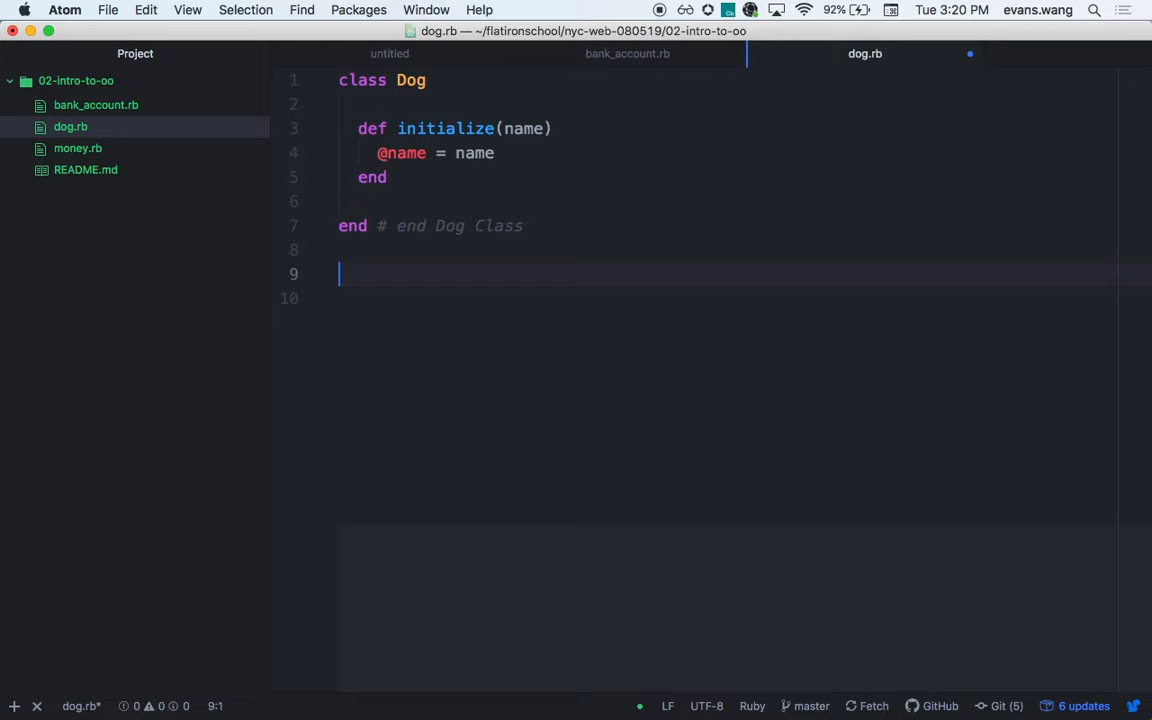 Atom File Edit View Selection Find Packages Window Help 92% Tue 3:20 PM evans.wang
dog.rb — ~/flatironschool/nyc-web-080519/02-intro-to-oo
Project untitled bank_account.rb dog.rb
02-intro-to-oo
bank_account.rb
dog.rb
money.rb
README.md
1 class Dog
2
3 def initialize(name)
4 @name = name
5 end
6
7 end # end Dog Class
8
9
10
dog.rb* 0 0 0 9:1 LF UTF-8 Ruby master Fetch GitHub Git (5) 6 updates